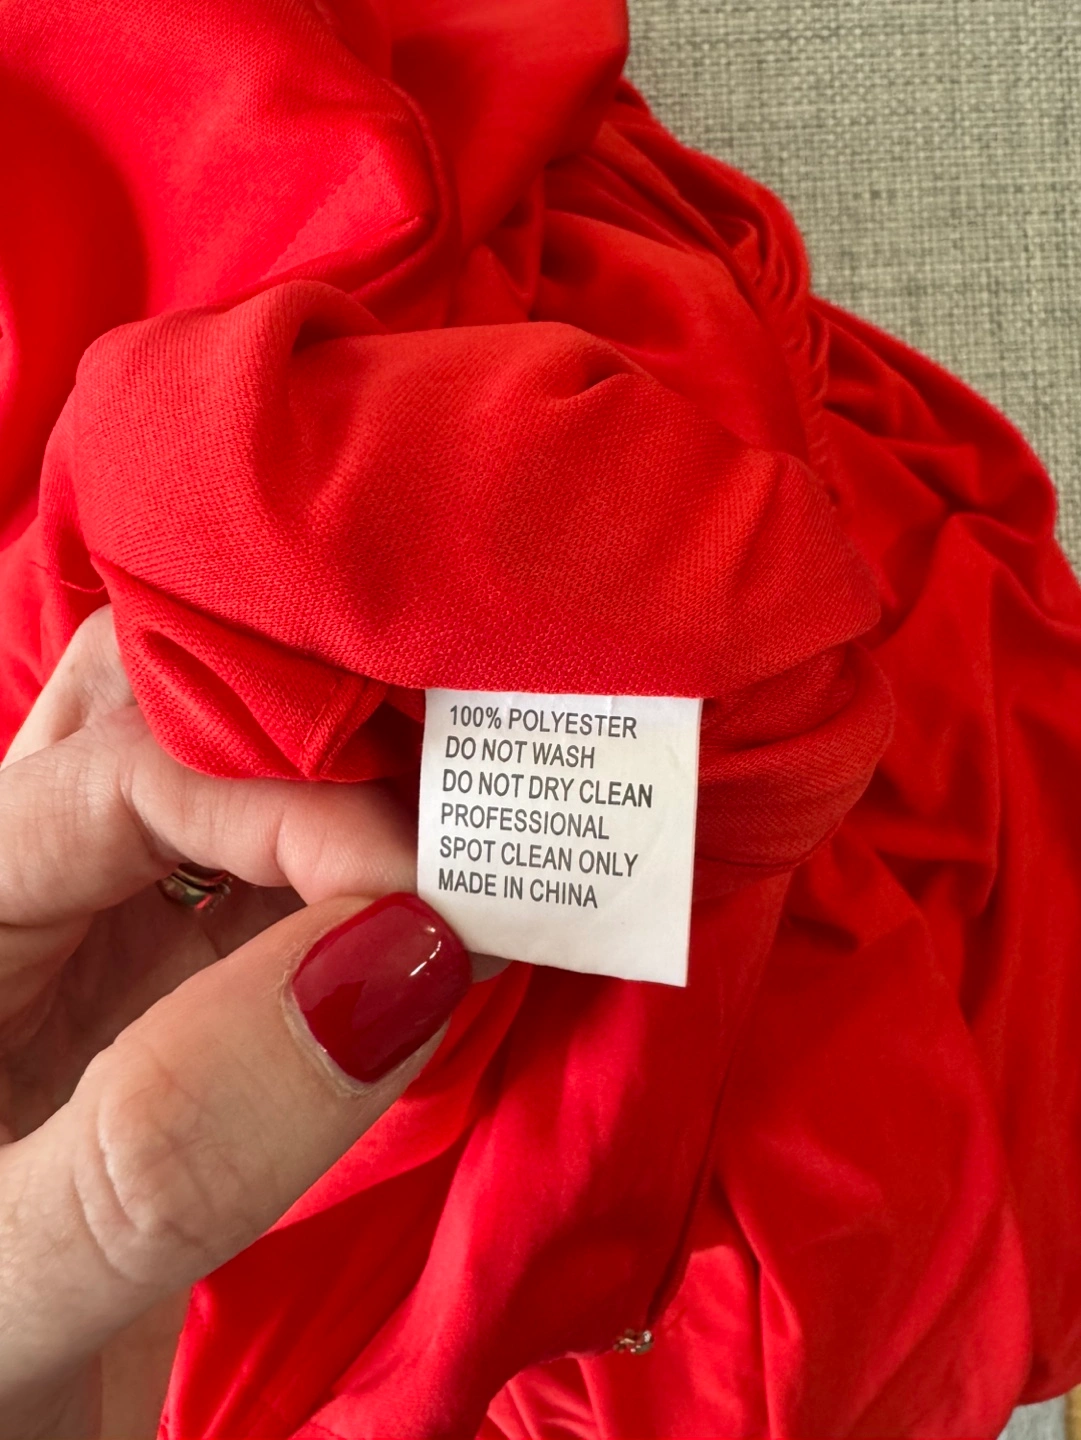 100% POLYESTER
DO NOT WASH
DO NOT DRY CLEAN
PROFESSIONAL
SPOT CLEAN ONLY
MADE IN CHINA